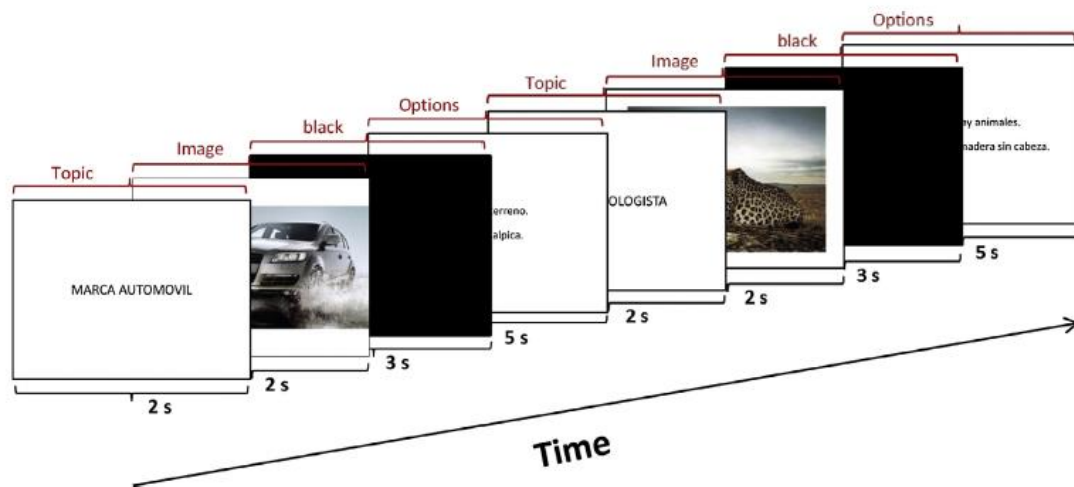 Options
black
Image
Topic
Options
black
Image
Topic
MARCA AUTOMOVIL
erreno.
alpica.
OLOGISTA
ay animales.
nadera sin cabeza.
2 s
2 s
3 s
5 s
2 s
2 s
3 s
5 s
Time